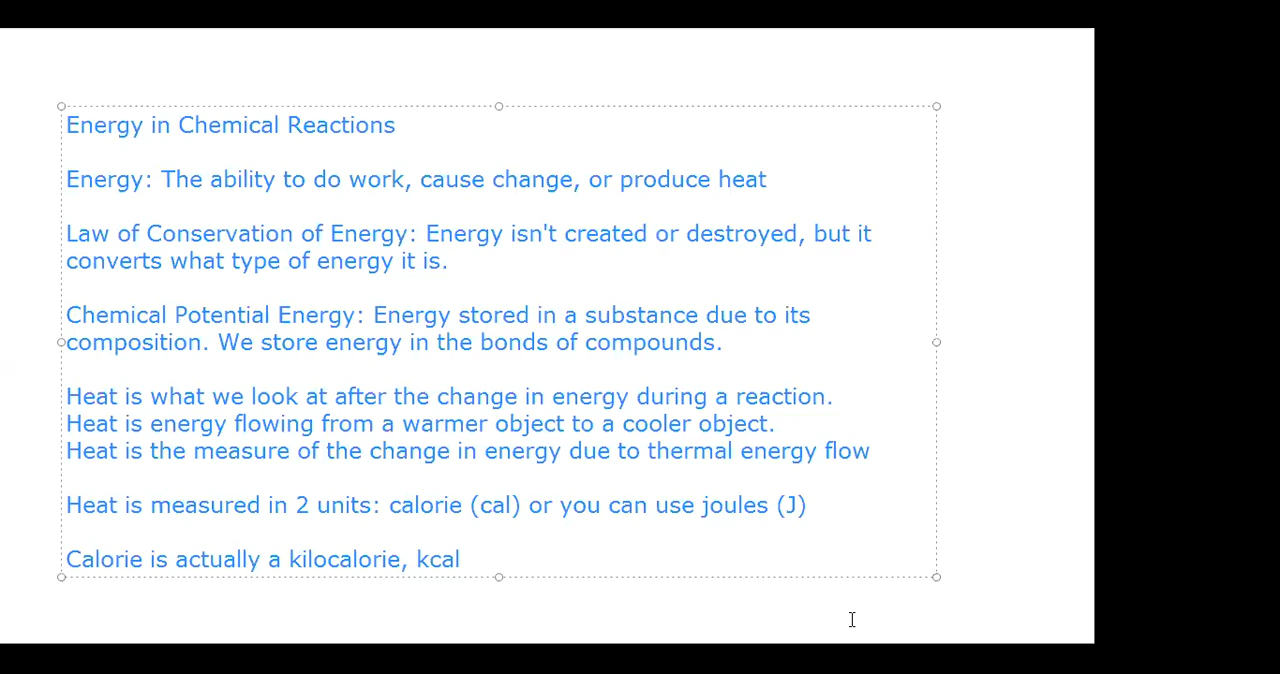 Energy in Chemical Reactions
Energy: The ability to do work, cause change, or produce heat
Law of Conservation of Energy: Energy isn't created or destroyed, but it
converts what type of energy it is.
Chemical Potential Energy: Energy stored in a substance due to its
composition. We store energy in the bonds of compounds.
Heat is what we look at after the change in energy during a reaction.
Heat is energy flowing from a warmer object to a cooler object.
Heat is the measure of the change in energy due to thermal energy flow
Heat is measured in 2 units: calorie (cal) or you can use joules (J)
Calorie is actually a kilocalorie, kcal